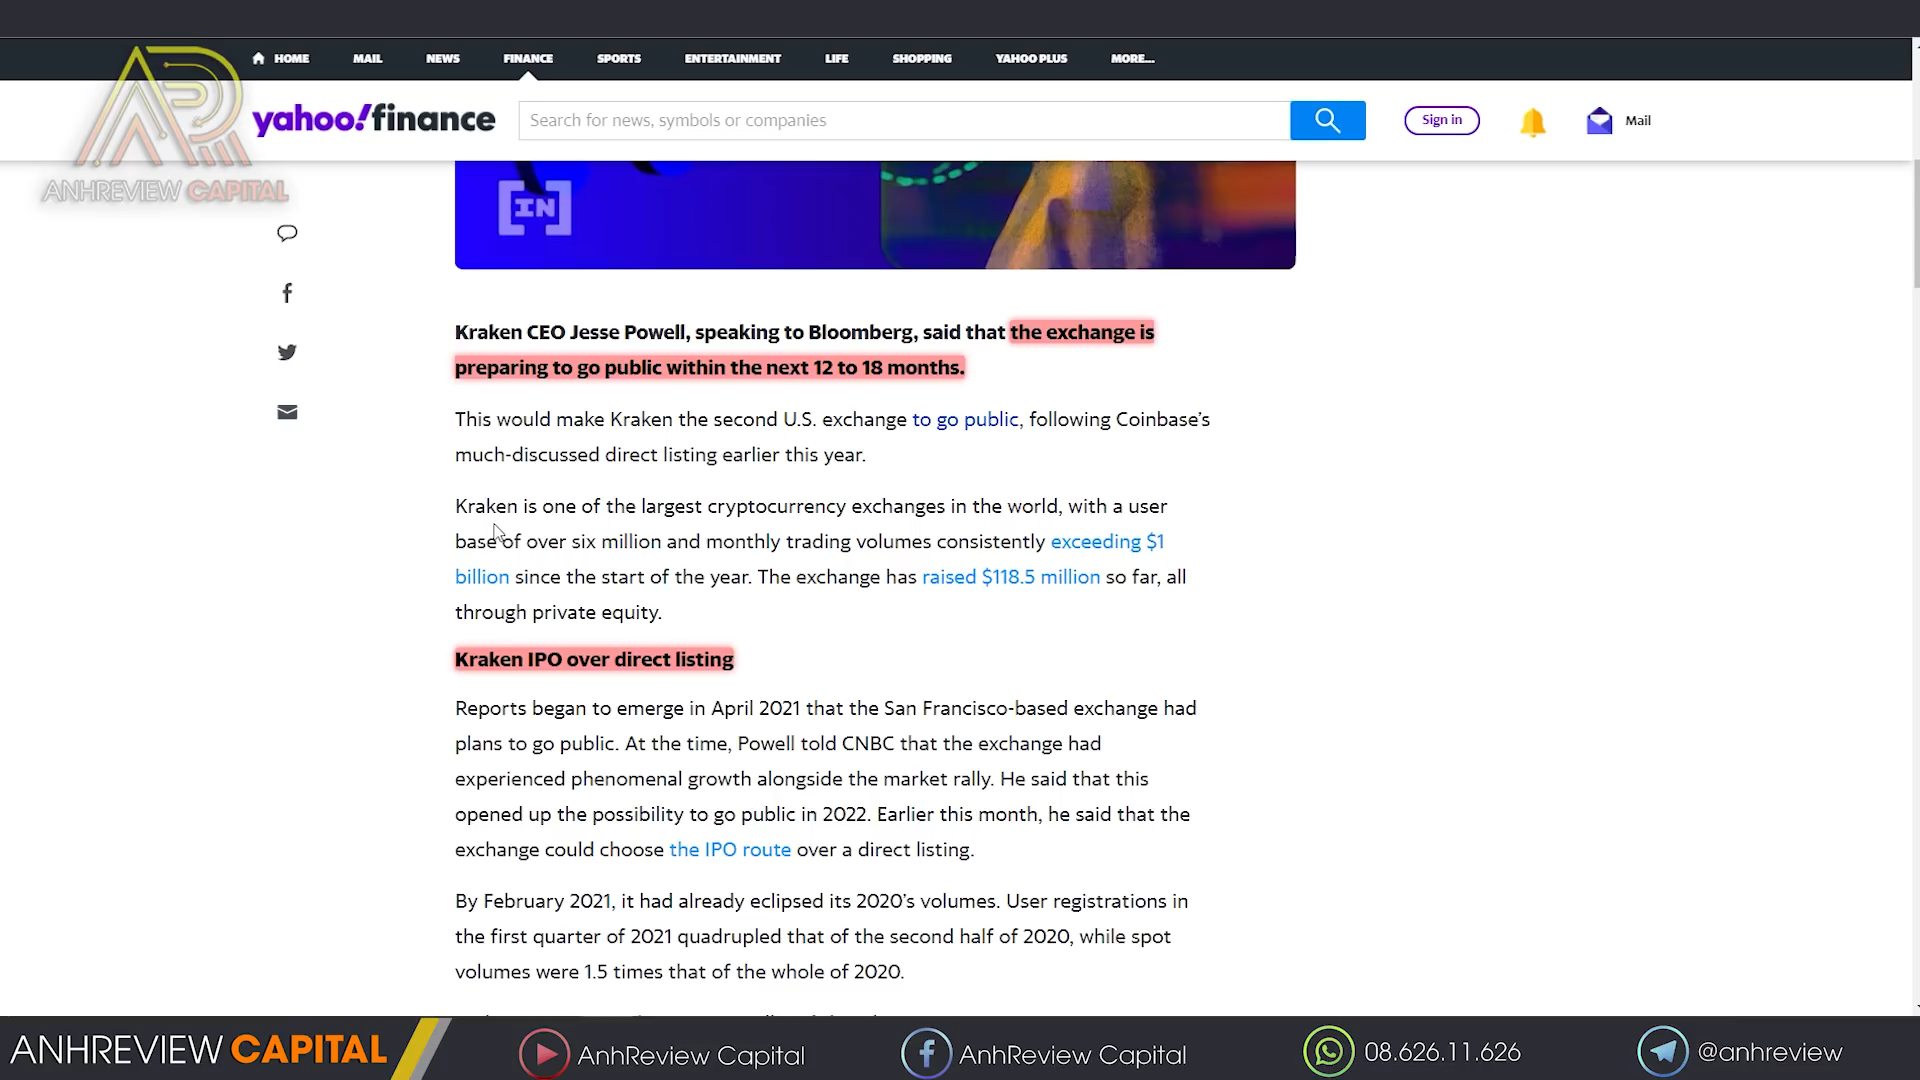 HOME MAIL NEWS FINANCE SPORTS ENTERTAINMENT LIFE SHOPPING YAHOO PLUS MORE...
yahoo!finance Search for news, symbols or companies Sign in Mail
ANHREVIEW CAPITAL
IN
Kraken CEO Jesse Powell, speaking to Bloomberg, said that the exchange is
preparing to go public within the next 12 to 18 months.
This would make Kraken the second U.S. exchange to go public, following Coinbase’s
much-discussed direct listing earlier this year.
Kraken is one of the largest cryptocurrency exchanges in the world, with a user
base of over six million and monthly trading volumes consistently exceeding $1
billion since the start of the year. The exchange has raised $118.5 million so far, all
through private equity.
Kraken IPO over direct listing
Reports began to emerge in April 2021 that the San Francisco-based exchange had
plans to go public. At the time, Powell told CNBC that the exchange had
experienced phenomenal growth alongside the market rally. He said that this
opened up the possibility to go public in 2022. Earlier this month, he said that the
exchange could choose the IPO route over a direct listing.
By February 2021, it had already eclipsed its 2020’s volumes. User registrations in
the first quarter of 2021 quadrupled that of the second half of 2020, while spot
volumes were 1.5 times that of the whole of 2020.
ANHREVIEW CAPITAL AnhReview Capital AnhReview Capital 08.626.11.626 @anhreview